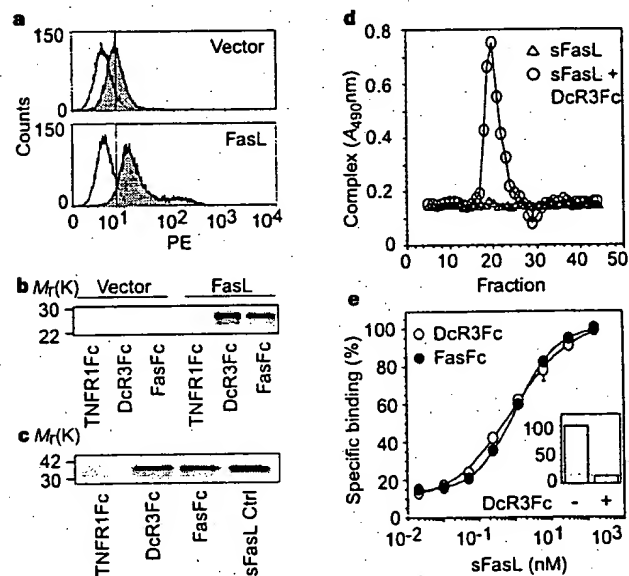 a
150
0
Vector
150
0
FasL
Counts
0 10¹ 10² 10³ 10⁴
PE
b Mr(K) Vector FasL
30
22
TNFR1Fc
DcR3Fc
FasFc
TNFR1Fc
DcR3Fc
FasFc
c Mr(K)
42
30
TNFR1Fc
DcR3Fc
FasFc
sFasL Ctrl
d
0.8
0.6
0.4
0.2
0
Complex (A490nm)
sFasL
sFasL +
DcR3Fc
0 10 20 30 40 50
Fraction
e
100
80
60
40
20
0
Specific binding (%)
DcR3Fc
FasFc
100
50
0
DcR3Fc - +
10⁻² 10⁻¹ 10¹ 10³
sFasL (nM)